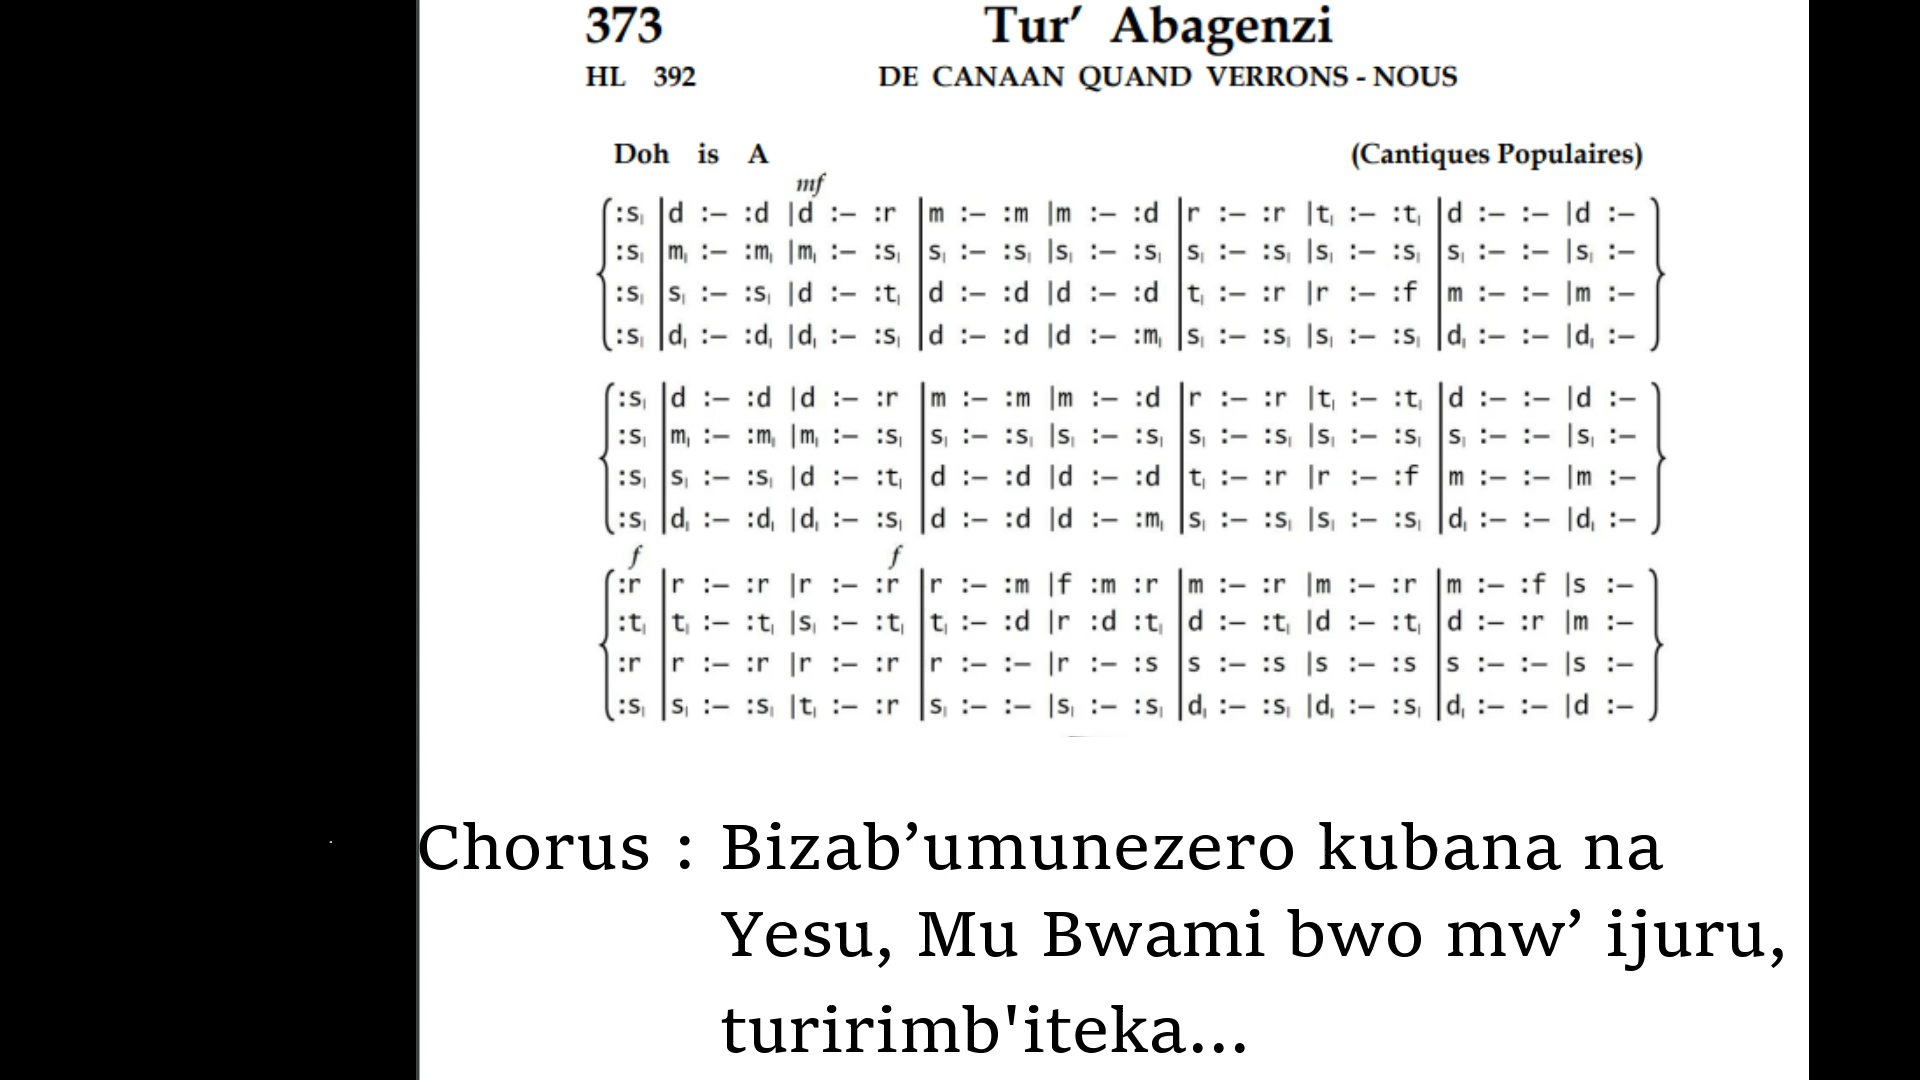 373 Tur’ Abagenzi
HL 392 DE CANAAN QUAND VERRONS - NOUS
Doh is A (Cantiques Populaires)
mf
:s, |d :– :d |d :– :r |m :– :m |m :– :d |r :– :r |t, :– :t, |d :– :– |d :–
:s, |m, :– :m, |m, :– :s, |s, :– :s, |s, :– :s, |s, :– :s, |s, :– :s, |s, :– :– |s, :–
:s, |s, :– :s, |d :– :t, |d :– :d |d :– :d |t, :– :r |r :– :f |m :– :– |m :–
:s, |d, :– :d, |d, :– :s, |d :– :d |d :– :m, |s, :– :s, |s, :– :s, |d, :– :– |d, :–
:s, |d :– :d |d :– :r |m :– :m |m :– :d |r :– :r |t, :– :t, |d :– :– |d :–
:s, |m, :– :m, |m, :– :s, |s, :– :s, |s, :– :s, |s, :– :s, |s, :– :s, |s, :– :– |s, :–
:s, |s, :– :s, |d :– :t, |d :– :d |d :– :d |t, :– :r |r :– :f |m :– :– |m :–
:s, |d, :– :d, |d, :– :s, |d :– :d |d :– :m, |s, :– :s, |s, :– :s, |d, :– :– |d, :–
f f
:r |r :– :r |r :– :r |r :– :m |f :m :r |m :– :r |m :– :r |m :– :f |s :–
:t, |t, :– :t, |s, :– :t, |t, :– :d |r :d :t, |d :– :t, |d :– :t, |d :– :r |m :–
:r |r :– :r |r :– :r |r :– :– |r :– :s |s :– :s |s :– :s |s :– :– |s :–
:s, |s, :– :s, |t, :– :r |s, :– :– |s, :– :s, |d, :– :s, |d, :– :s, |d, :– :– |d :–
Chorus : Bizab’umunezero kubana na
Yesu, Mu Bwami bwo mw’ ijuru,
turirimb'iteka...